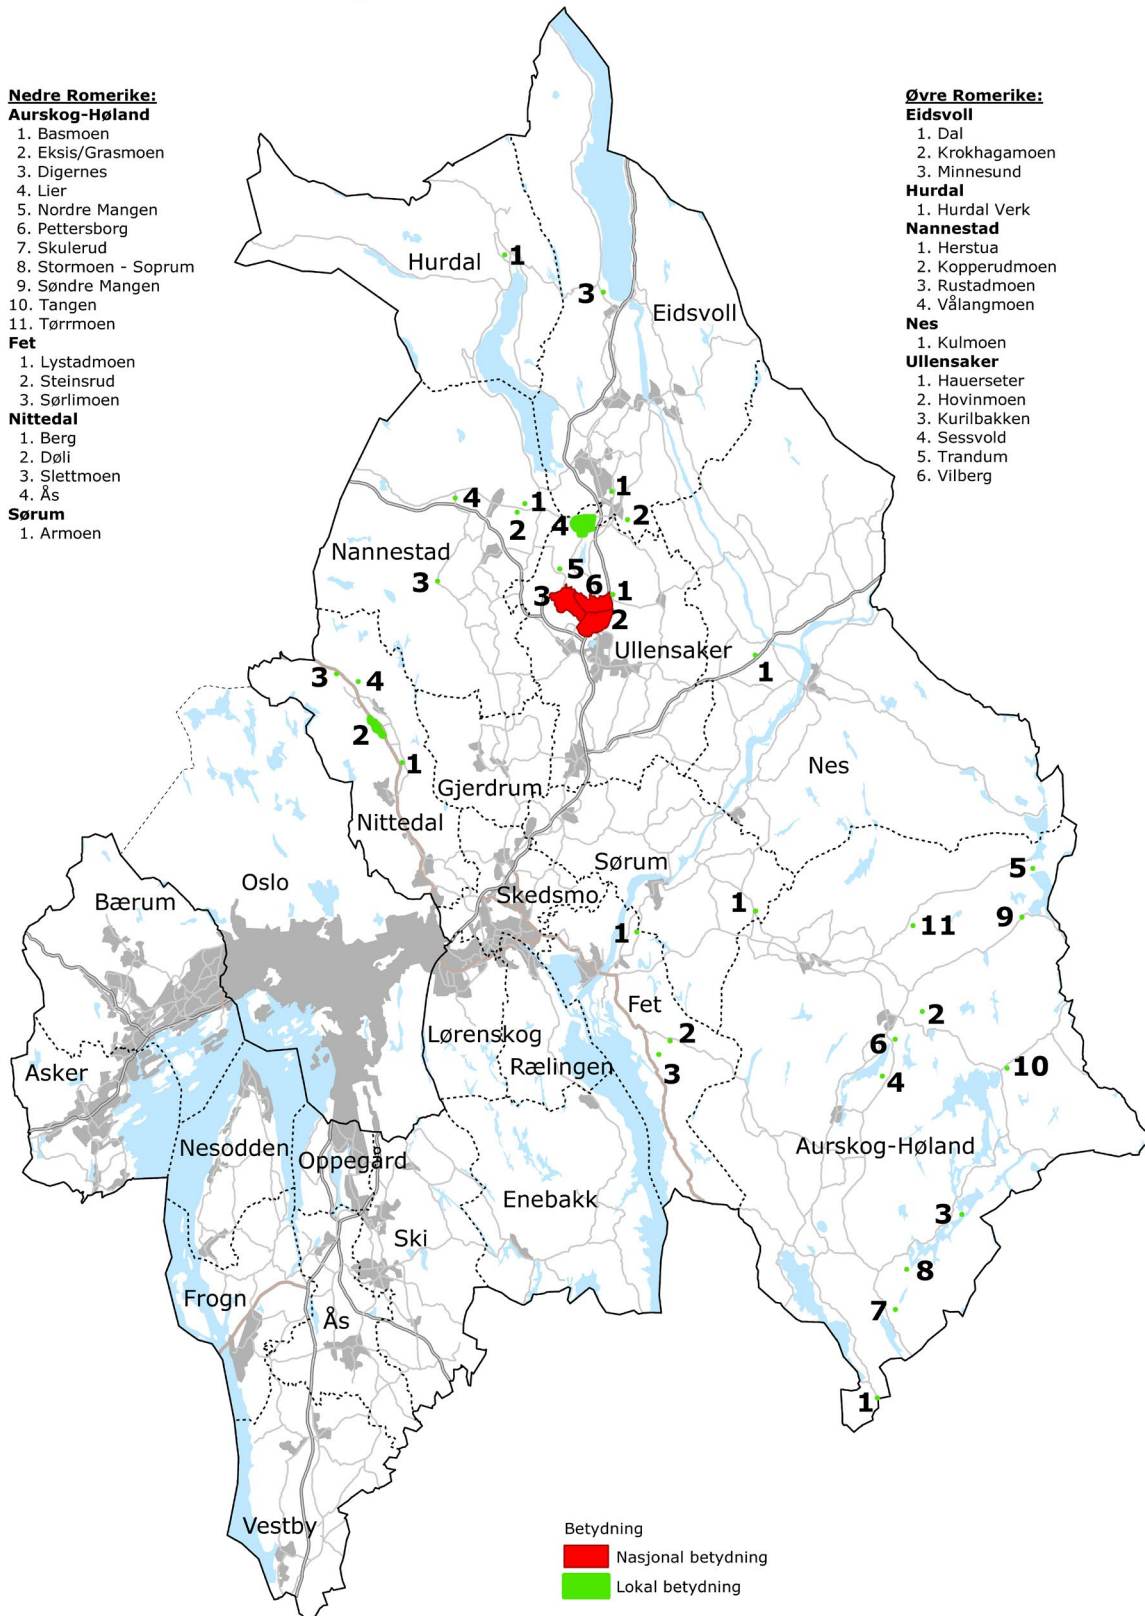 Nedre Romerike:
Aurskog-Høland
1. Basmoen
2. Eksis/Grasmoen
3. Digernes
4. Lier
5. Nordre Mangen
6. Pettersborg
7. Skulerud
8. Stormoen - Soprum
9. Søndre Mangen
10. Tangen
11. Tørrmoen
Fet
1. Lystadmoen
2. Steinsrud
3. Sørlimoen
Nittedal
1. Berg
2. Døli
3. Slettmoen
4. Ås
Sørum
1. Armoen
Øvre Romerike:
Eidsvoll
1. Dal
2. Krokhagamoen
3. Minnesund
Hurdal
1. Hurdal Verk
Nannestad
1. Herstua
2. Kopperudmoen
3. Rustadmoen
4. Vålangmoen
Nes
1. Kulmoen
Ullensaker
1. Hauerseter
2. Hovinmoen
3. Kurilbakken
4. Sessvold
5. Trandum
6. Vilberg
Hurdal
1
3
Eidsvoll
4
1
2
1
4
2
Nannestad
3
5
6
3
1
2
Ullensaker
1
3
4
2
1
Gjerdrum
Nes
Nittedal
Sørum
5
Oslo
Skedsmo
Bærum
1
9
11
1
Fet
2
Lørenskog
2
6
Rælingen
3
10
Asker
4
Nesodden
Oppegård
Aurskog-Høland
Enebakk
3
Ski
8
Frogn
7
Ås
1
Vestby
Betydning
Nasjonal betydning
Lokal betydning